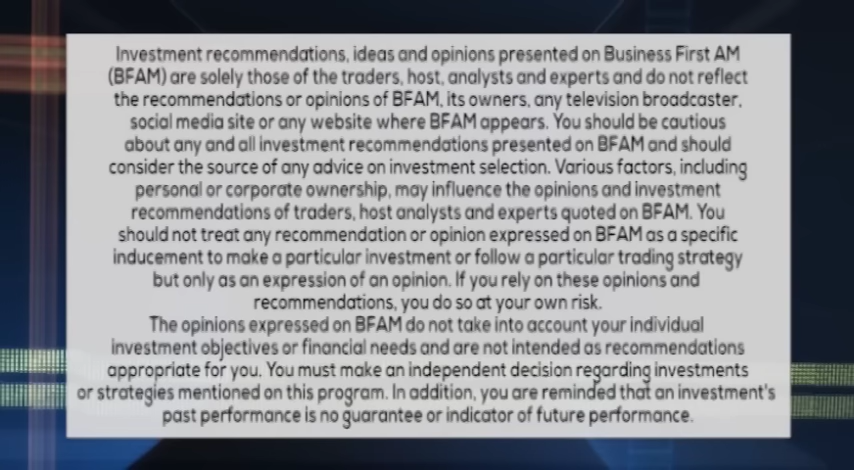 Investment recommendations, ideas and opinions presented on Business First AM
(BFAM) are solely those of the traders, host, analysts and experts and do not reflect
the recommendations or opinions of BFAM, its owners, any television broadcaster,
social media site or any website where BFAM appears. You should be cautious
about any and all investment recommendations presented on BFAM and should
consider the source of any advice on investment selection. Various factors, including
personal or corporate ownership, may influence the opinions and investment
recommendations of traders, host analysts and experts quoted on BFAM. You
should not treat any recommendation or opinion expressed on BFAM as a specific
inducement to make a particular investment or follow a particular trading strategy
but only as an expression of an opinion. If you rely on these opinions and
recommendations, you do so at your own risk.
The opinions expressed on BFAM do not take into account your individual
investment objectives or financial needs and are not intended as recommendations
appropriate for you. You must make an independent decision regarding investments
or strategies mentioned on this program. In addition, you are reminded that an investment's
past performance is no guarantee or indicator of future performance.